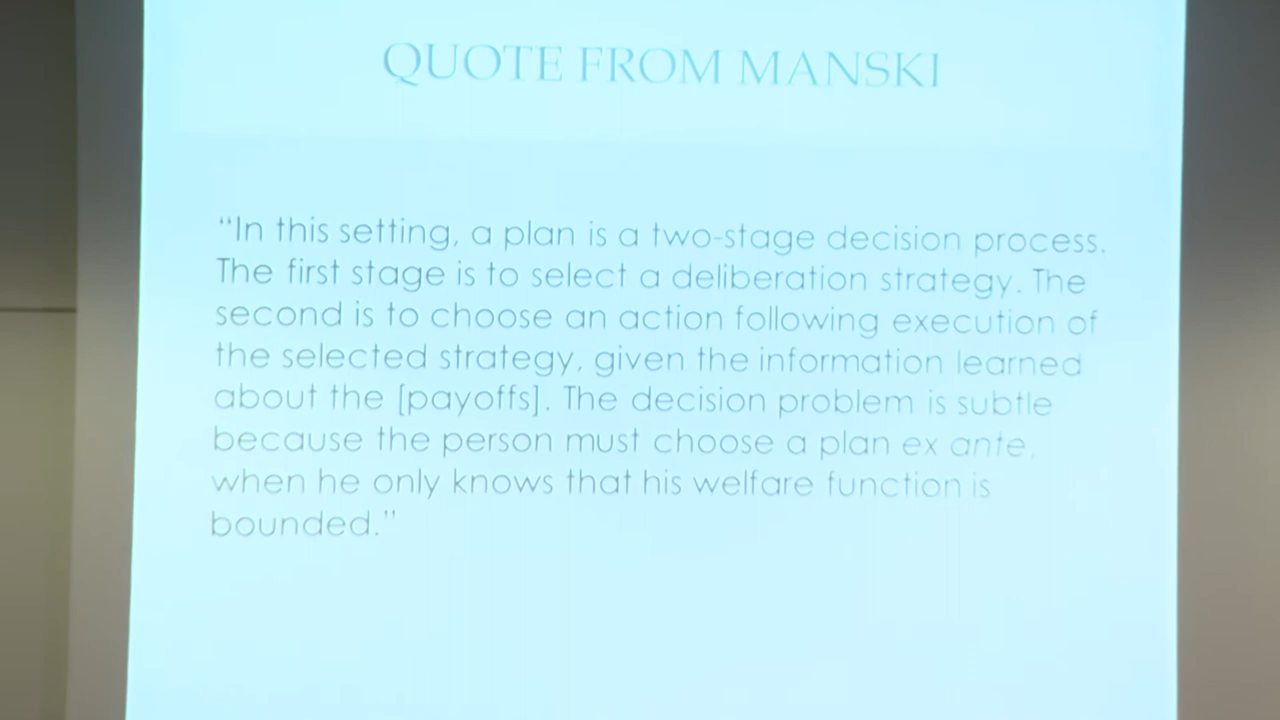 QUOTE FROM MANSKI
“In this setting, a plan is a two-stage decision process.
The first stage is to select a deliberation strategy. The
second is to choose an action following execution of
the selected strategy, given the information learned
about the [payoffs]. The decision problem is subtle
because the person must choose a plan ex ante,
when he only knows that his welfare function is
bounded.”